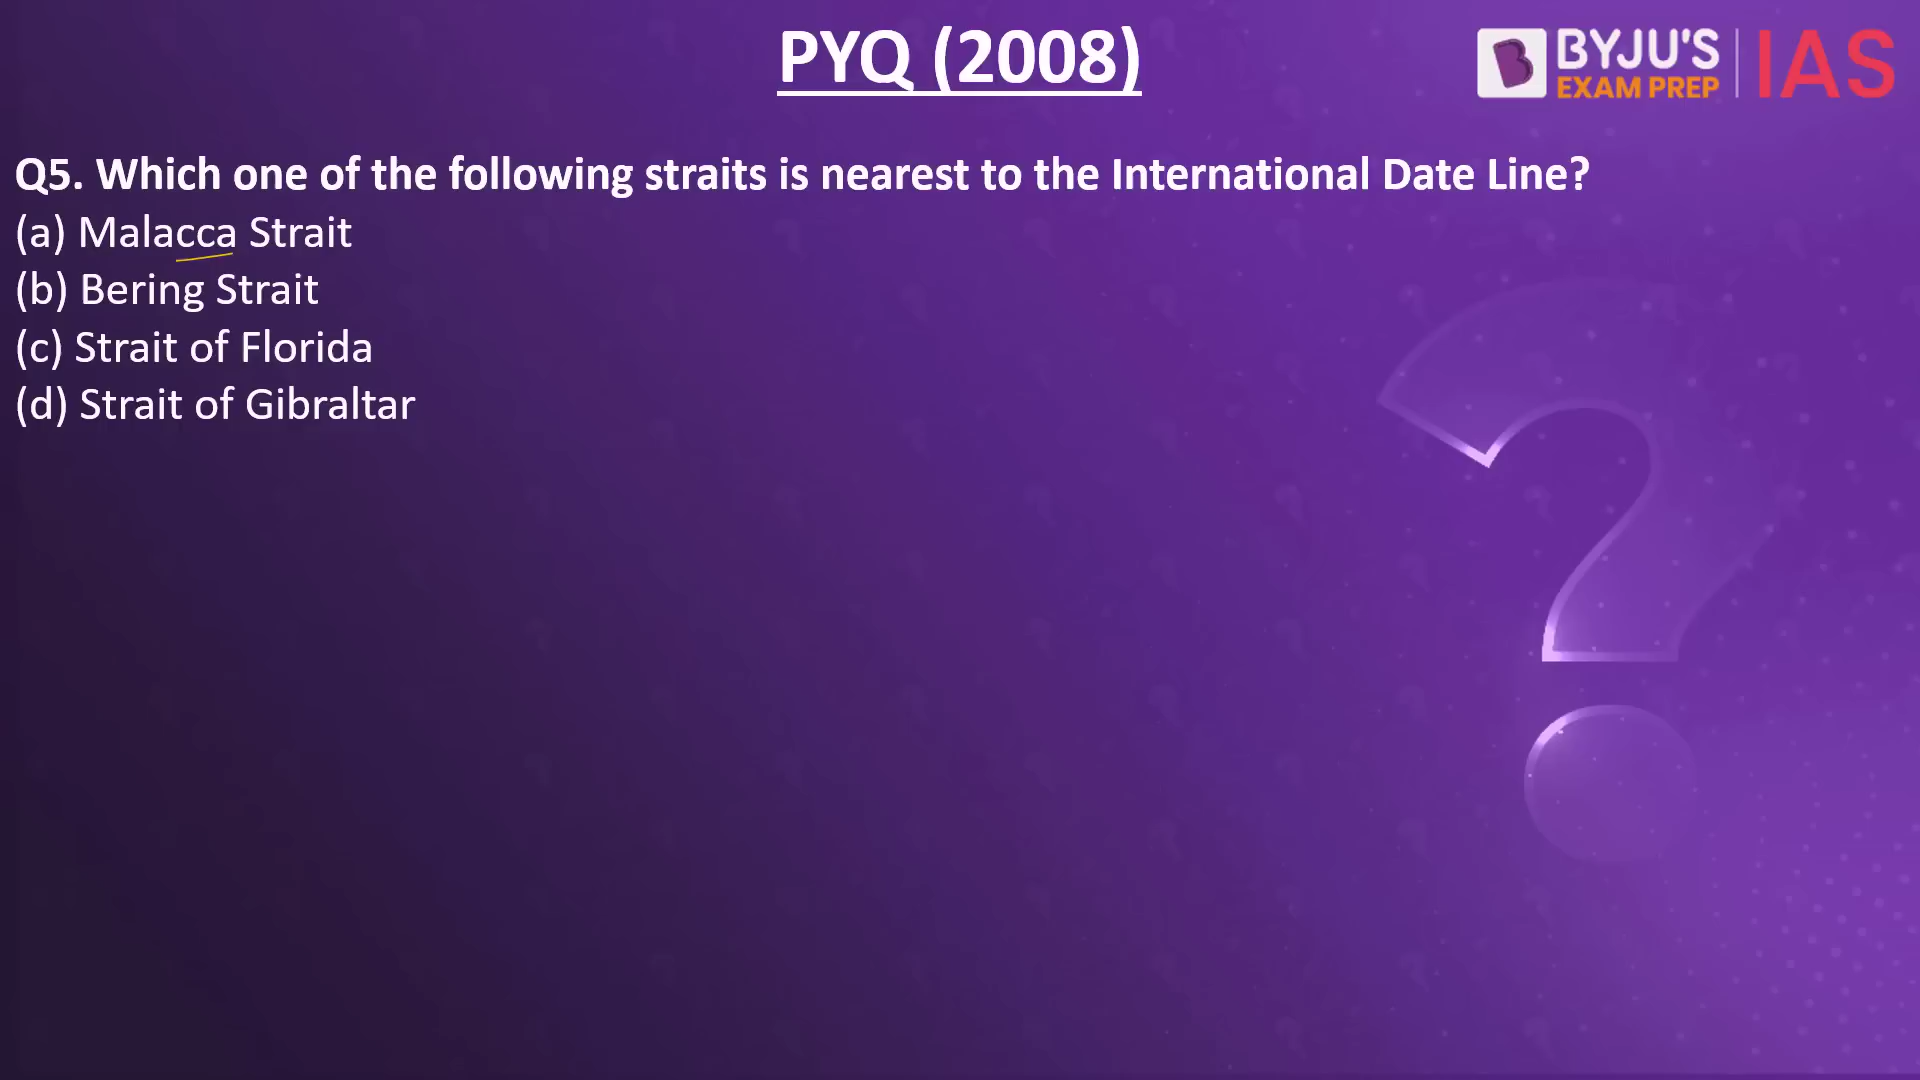 PYQ (2008)
BYJU'S
EXAM PREP
IAS
Q5. Which one of the following straits is nearest to the International Date Line?
(a) Malacca Strait
(b) Bering Strait
(c) Strait of Florida
(d) Strait of Gibraltar